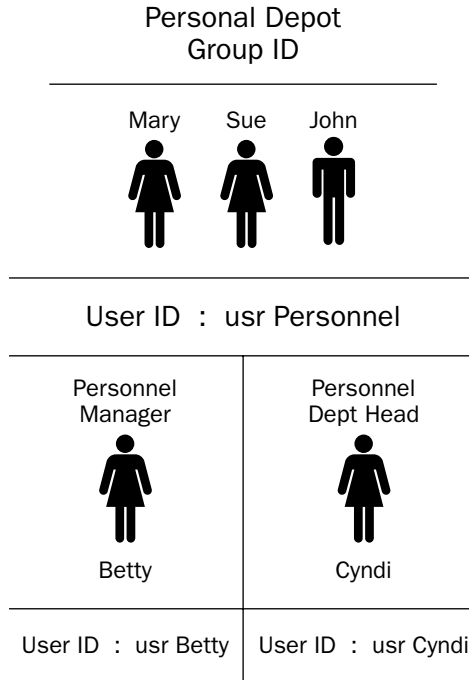 Personal Depot
Group ID
Mary Sue John
User ID : usr Personnel
Personnel
Manager
Personnel
Dept Head
Betty
Cyndi
User ID : usr Betty
User ID : usr Cyndi